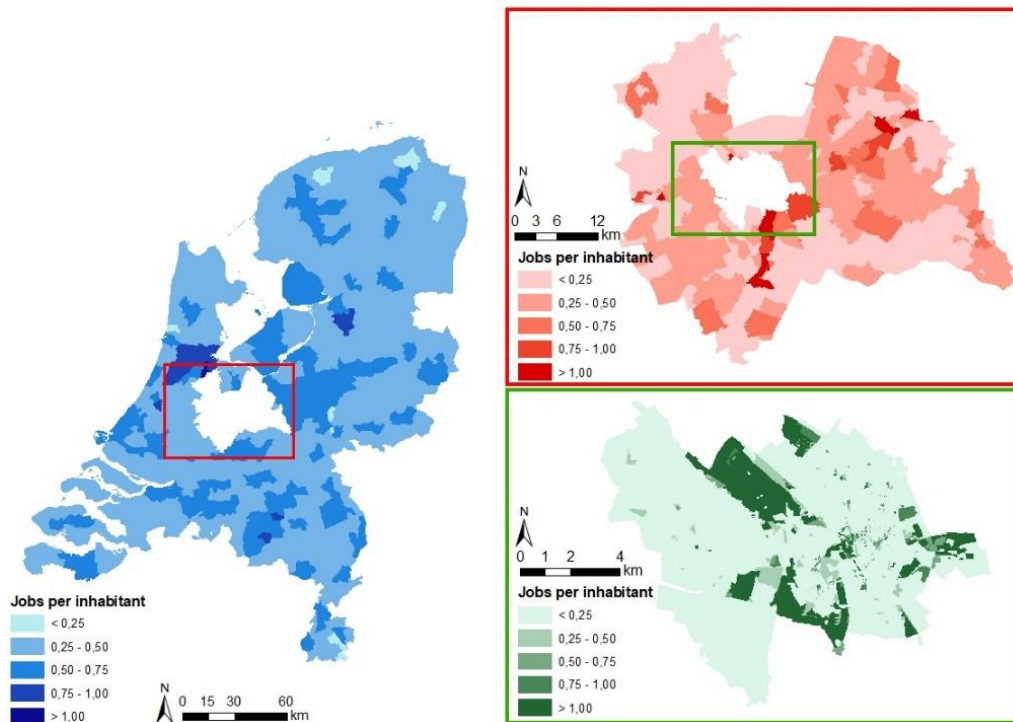 Jobs per inhabitant
< 0,25
0,25 - 0,50
0,50 - 0,75
0,75 - 1,00
> 1,00
N
0 15 30 60
km
N
0 3 6 12
km
Jobs per inhabitant
< 0,25
0,25 - 0,50
0,50 - 0,75
0,75 - 1,00
> 1,00
N
0 1 2 4
km
Jobs per inhabitant
< 0,25
0,25 - 0,50
0,50 - 0,75
0,75 - 1,00
> 1,00